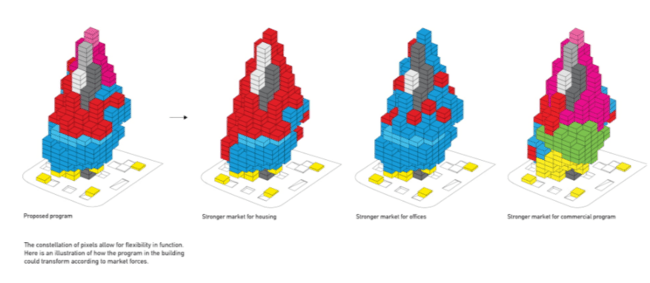 Proposed program
Stronger market for housing
Stronger market for offices
Stronger market for commercial program
The constellation of pixels allow for flexibility in function.
Here is an illustration of how the program in the building
could transform according to market forces.